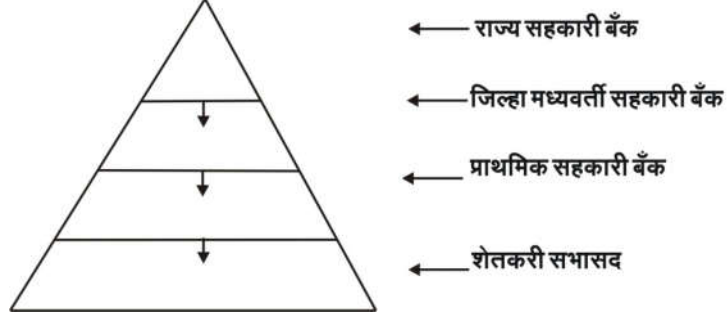 राज्य सहकारी बँक
जिल्हा मध्यवर्ती सहकारी बँक
प्राथमिक सहकारी बँक
शेतकरी सभासद